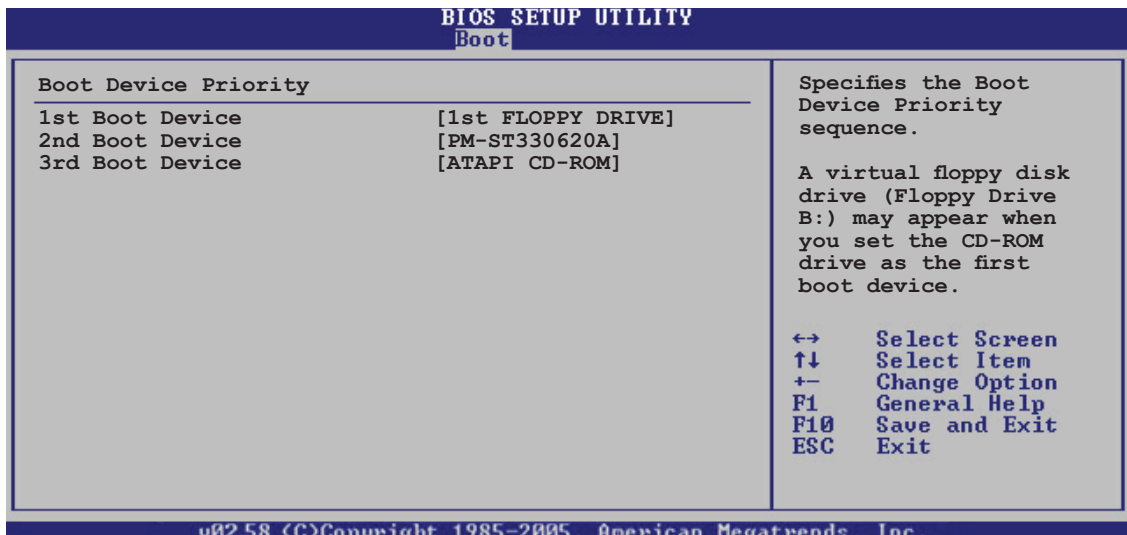 BIOS SETUP UTILITY
Boot
Boot Device Priority
1st Boot Device [1st FLOPPY DRIVE]
2nd Boot Device [PM-ST330620A]
3rd Boot Device [ATAPI CD-ROM]
Specifies the Boot
Device Priority
sequence.
A virtual floppy disk
drive (Floppy Drive
B:) may appear when
you set the CD-ROM
drive as the first
boot device.
←→ Select Screen
↑↓ Select Item
+- Change Option
F1 General Help
F10 Save and Exit
ESC Exit
v02.58 (C)Copyright 1985-2005, American Megatrends, Inc.